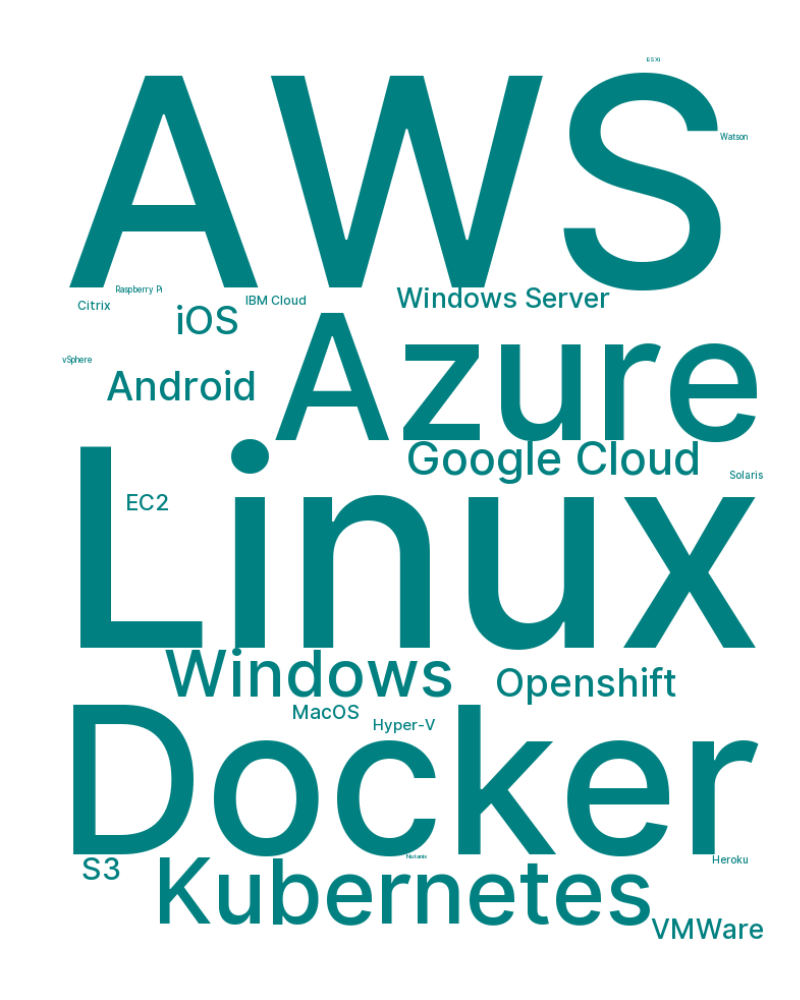 ESXi
AWS
Watson
Raspberry Pi
Citrix
IBM Cloud
Windows Server
iOS
vSphere
Android
Azure
Google Cloud
Solaris
EC2
Linux
Windows
Openshift
MacOS
Hyper-V
Docker
Nutanix
Heroku
S3
Kubernetes
VMWare